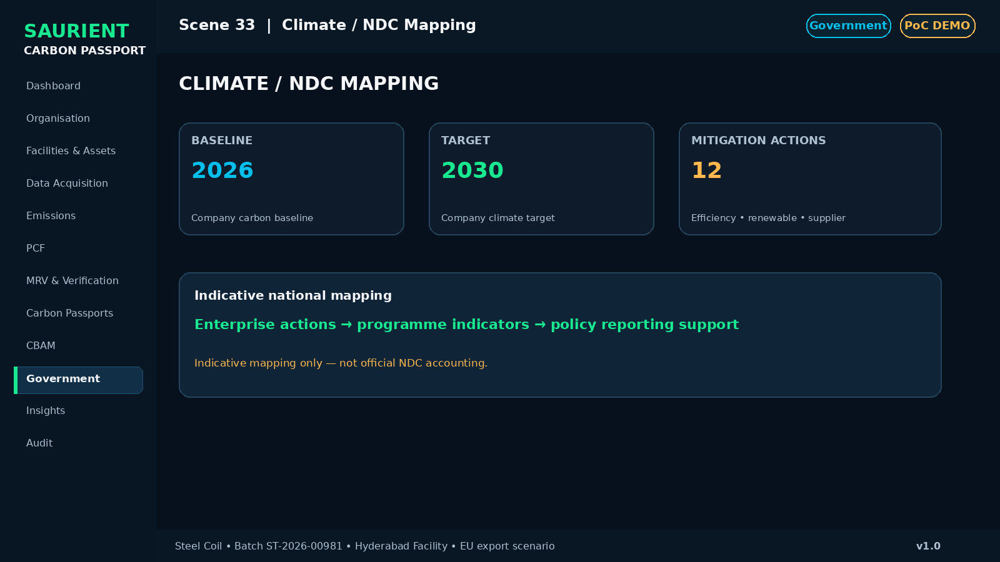 SAURIENT
CARBON PASSPORT
Dashboard
Organisation
Facilities & Assets
Data Acquisition
Emissions
PCF
MRV & Verification
Carbon Passports
CBAM
Government
Insights
Audit
Scene 33 | Climate / NDC Mapping
Government
PoC DEMO
CLIMATE / NDC MAPPING
BASELINE
2026
Company carbon baseline
TARGET
2030
Company climate target
MITIGATION ACTIONS
12
Efficiency • renewable • supplier
Indicative national mapping
Enterprise actions → programme indicators → policy reporting support
Indicative mapping only — not official NDC accounting.
Steel Coil • Batch ST-2026-00981 • Hyderabad Facility • EU export scenario
v1.0